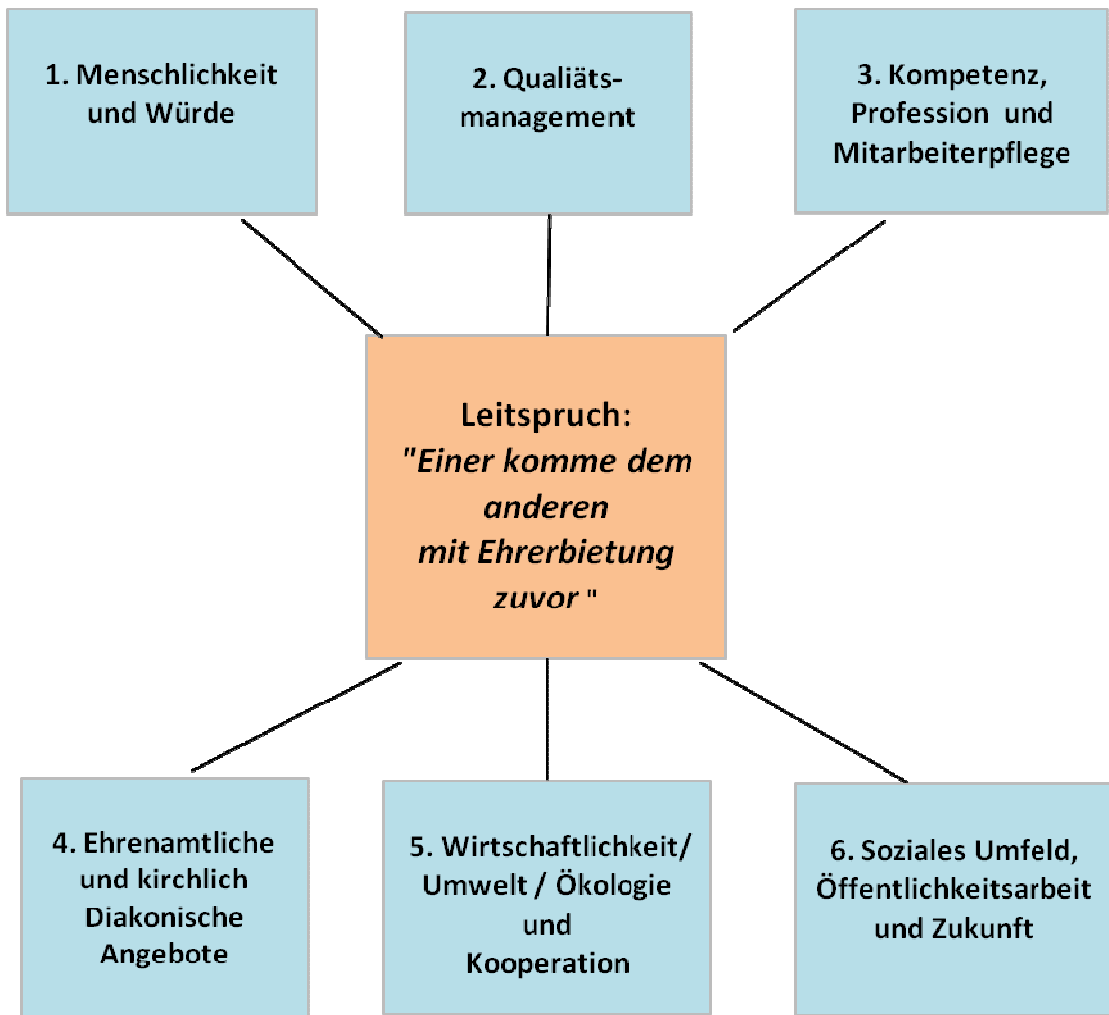 1. Menschlichkeit
und Würde
2. Qualiäts-
management
3. Kompetenz,
Profession und
Mitarbeiterpflege
Leitspruch:
"Einer komme dem
anderen
mit Ehrerbietung
zuvor "
4. Ehrenamtliche
und kirchlich
Diakonische
Angebote
5. Wirtschaftlichkeit/
Umwelt / Ökologie
und
Kooperation
6. Soziales Umfeld,
Öffentlichkeitsarbeit
und Zukunft